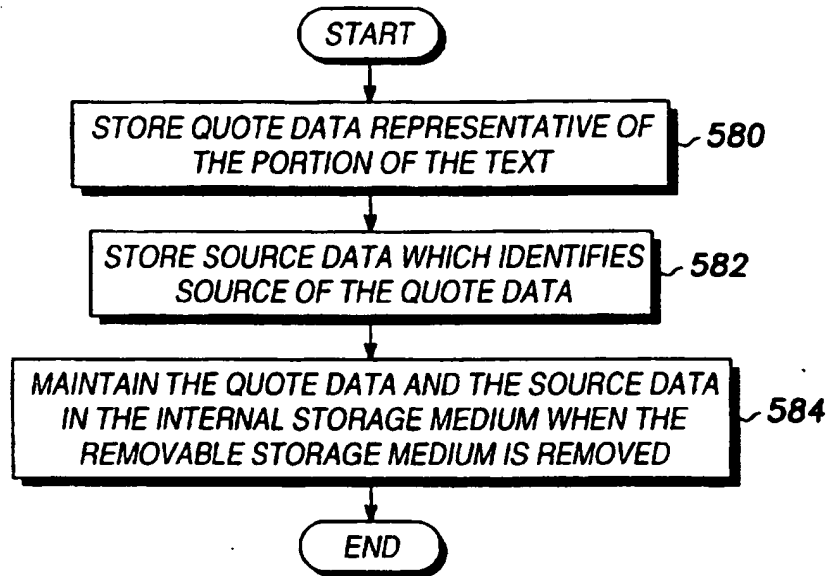 START
STORE QUOTE DATA REPRESENTATIVE OF
THE PORTION OF THE TEXT
580
STORE SOURCE DATA WHICH IDENTIFIES
SOURCE OF THE QUOTE DATA
582
MAINTAIN THE QUOTE DATA AND THE SOURCE DATA
IN THE INTERNAL STORAGE MEDIUM WHEN THE
REMOVABLE STORAGE MEDIUM IS REMOVED
584
END